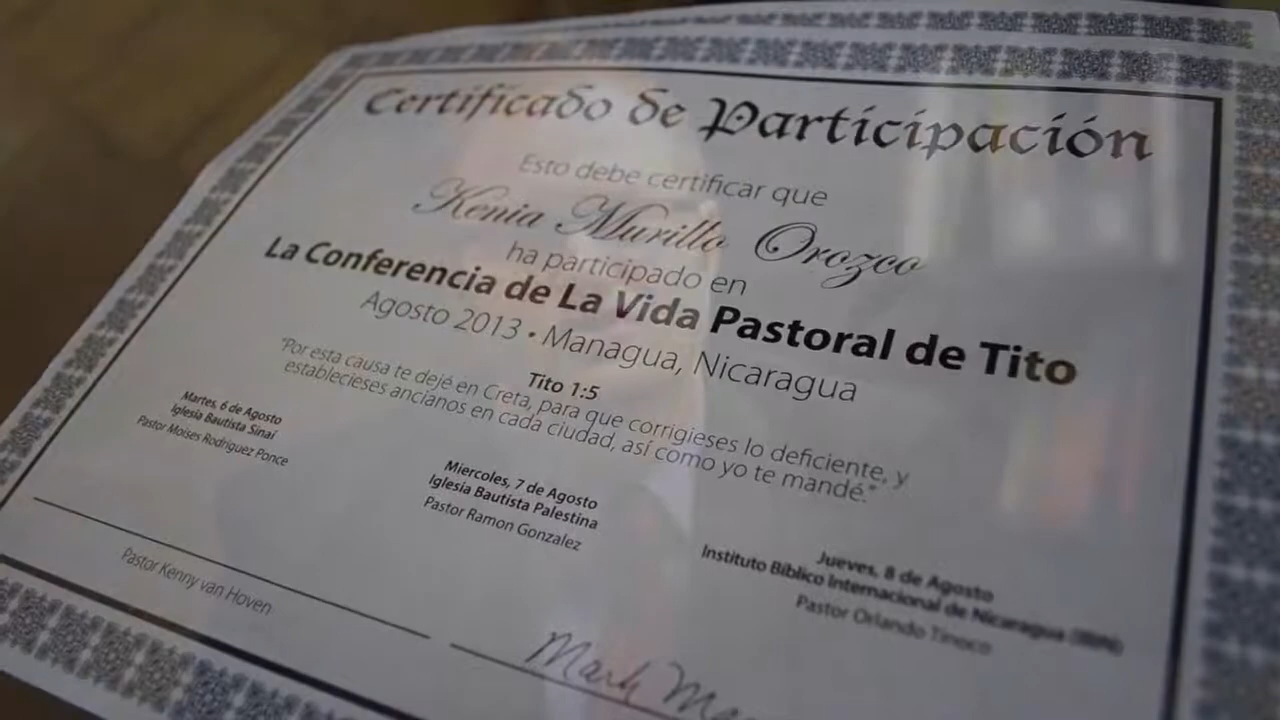 Certificado de Participación
Esto debe certificar que
Kenia Murillo Orozco
ha participado en
La Conferencia de La Vida Pastoral de Tito
Agosto 2013 • Managua, Nicaragua
Tito 1:5
"Por esta causa te dejé en Creta, para que corrigieses lo deficiente, y
establecieses ancianos en cada ciudad, así como yo te mandé."
Martes, 6 de Agosto
Iglesia Bautista Sinaí
Pastor Moises Rodriguez Ponce
Miercoles, 7 de Agosto
Iglesia Bautista Palestina
Pastor Ramon Gonzalez
Jueves, 8 de Agosto
Instituto Bíblico Internacional de Nicaragua (IBIN)
Pastor Orlando Tinoco
Pastor Kenny van Hoven
Mark